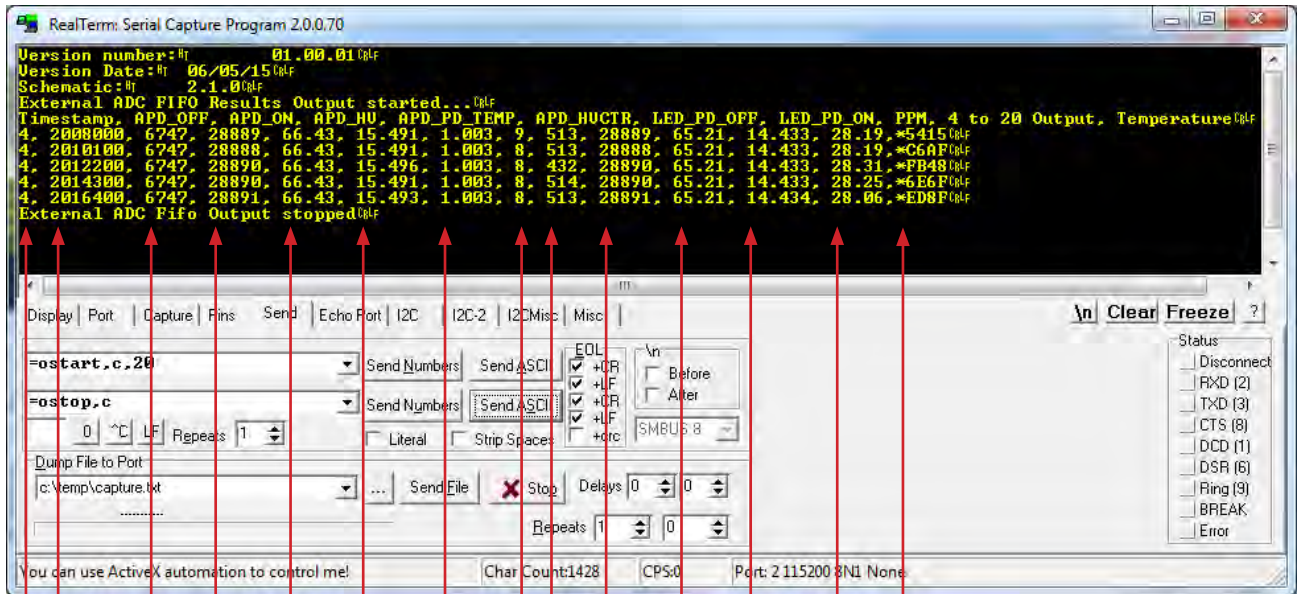 RealTerm: Serial Capture Program 2.0.0.70
Version number:HT 01.00.01CRLF
Version Date:HT 06/05/15CRLF
Schematic:HT 2.1.0CRLF
External ADC FIFO Results Output started...CRLF
Timestamp, APD_OFF, APD_ON, APD_HV, APD_PD_TEMP, APD_HVCTR, LED_PD_OFF, LED_PD_ON, PPM, 4 to 20 Output, TemperatureCRLF
4, 2008000, 6747, 28889, 66.43, 15.491, 1.003, 9, 513, 28889, 65.21, 14.433, 28.19,*5415CRLF
4, 2010100, 6747, 28888, 66.43, 15.491, 1.003, 8, 513, 28888, 65.21, 14.433, 28.19,*C6AFCRLF
4, 2012200, 6747, 28890, 66.43, 15.496, 1.003, 8, 432, 28890, 65.21, 14.433, 28.31,*FB48CRLF
4, 2014300, 6747, 28890, 66.43, 15.491, 1.003, 8, 514, 28890, 65.21, 14.433, 28.25,*6E6FCRLF
4, 2016400, 6747, 28891, 66.43, 15.493, 1.003, 8, 513, 28891, 65.21, 14.434, 28.06,*ED8FCRLF
External ADC Fifo Output stoppedCRLF
Display Port Capture Pins Send Echo Port I2C I2C-2 I2CMisc Misc \n Clear Freeze ?
=ostart,c,20 Send Numbers Send ASCII
=ostop,c Send Numbers Send ASCII
EOL
+CR
+LF
+CR
+LF
+crc
\n
Before
After
SMBUS 8
0 ^C LF Repeats 1 Literal Strip Spaces
Dump File to Port
c:\temp\capture.txt ... Send File Stop Delays 0 0
Repeats 1 0
Status
Disconnect
RXD (2)
TXD (3)
CTS (8)
DCD (1)
DSR (6)
Ring (9)
BREAK
Error
You can use ActiveX automation to control me! Char Count:1428 CPS:0 Port: 2 115200 8N1 None